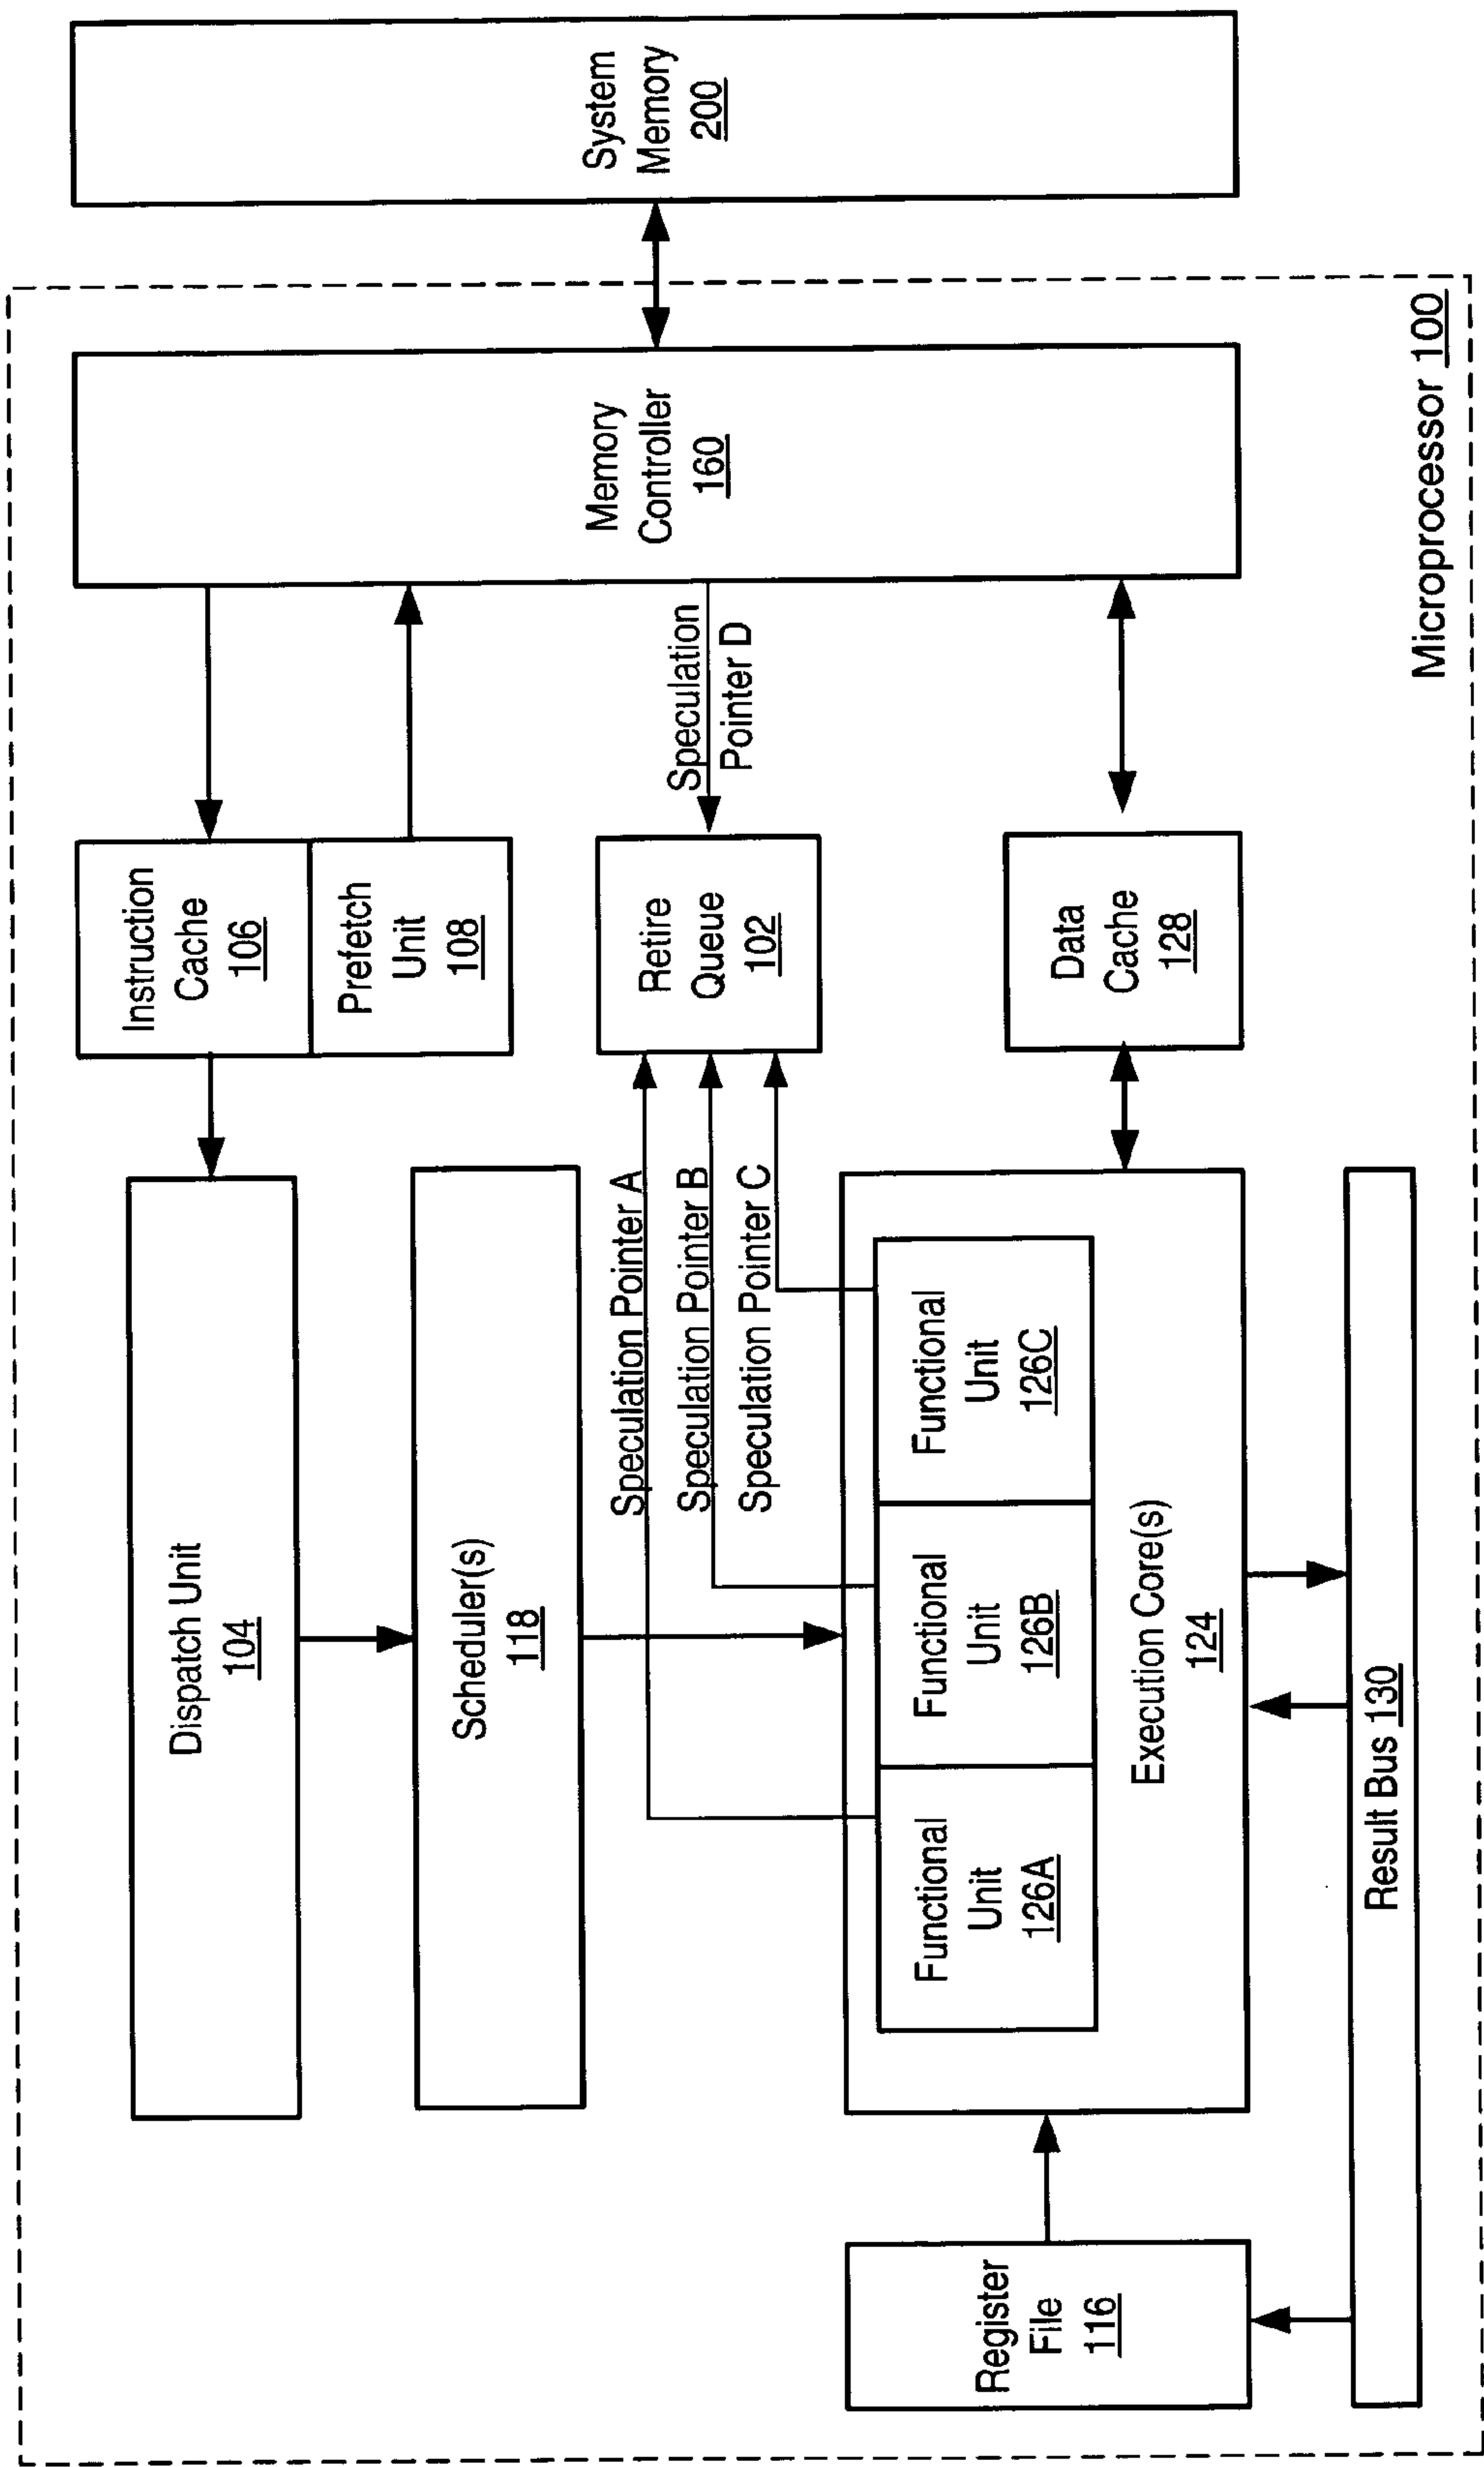 Instruction
Cache
106
Prefetch
Unit
108
Dispatch Unit
104
Scheduler(s)
118
Speculation Pointer A
Speculation Pointer B
Speculation Pointer C
Retire
Queue
102
Speculation
Pointer D
Memory
Controller
160
System
Memory
200
Register
File
116
Functional
Unit
126A
Functional
Unit
126B
Functional
Unit
126C
Execution Core(s)
124
Data
Cache
128
Result Bus 130
Microprocessor 100